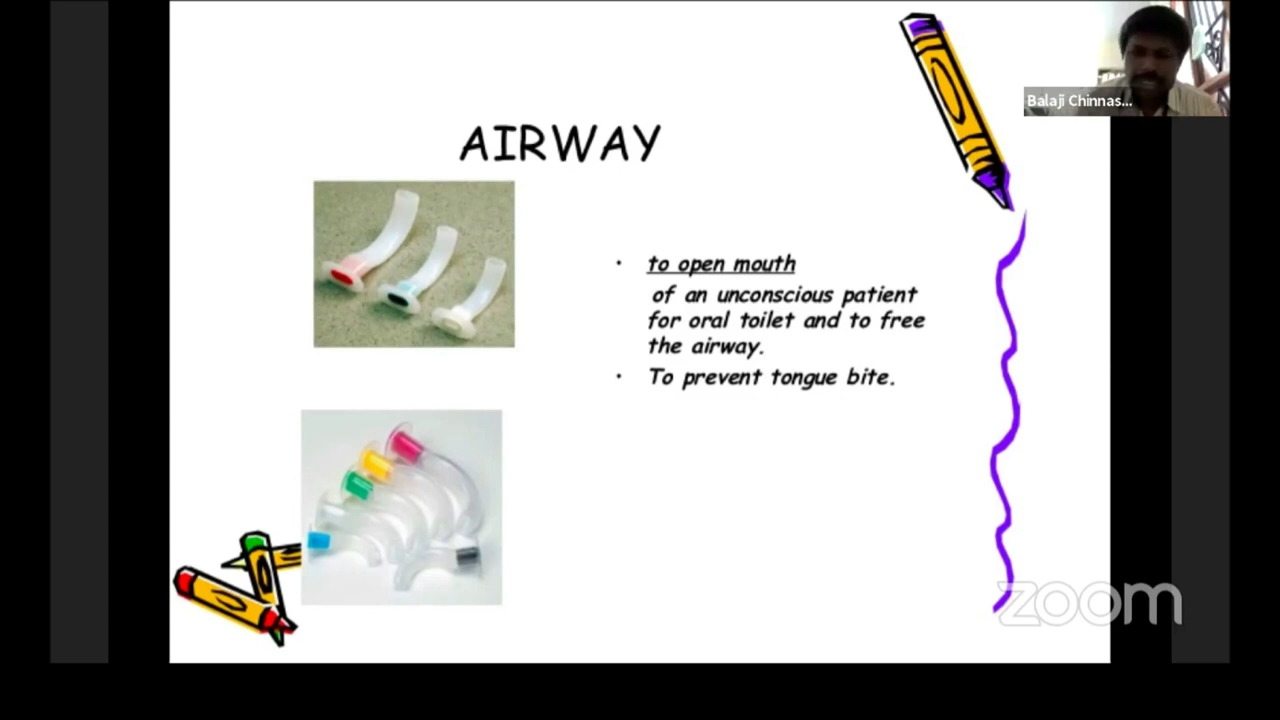 Balaji Chinnas...
AIRWAY
• to open mouth
of an unconscious patient
for oral toilet and to free
the airway.
• To prevent tongue bite.
zoom